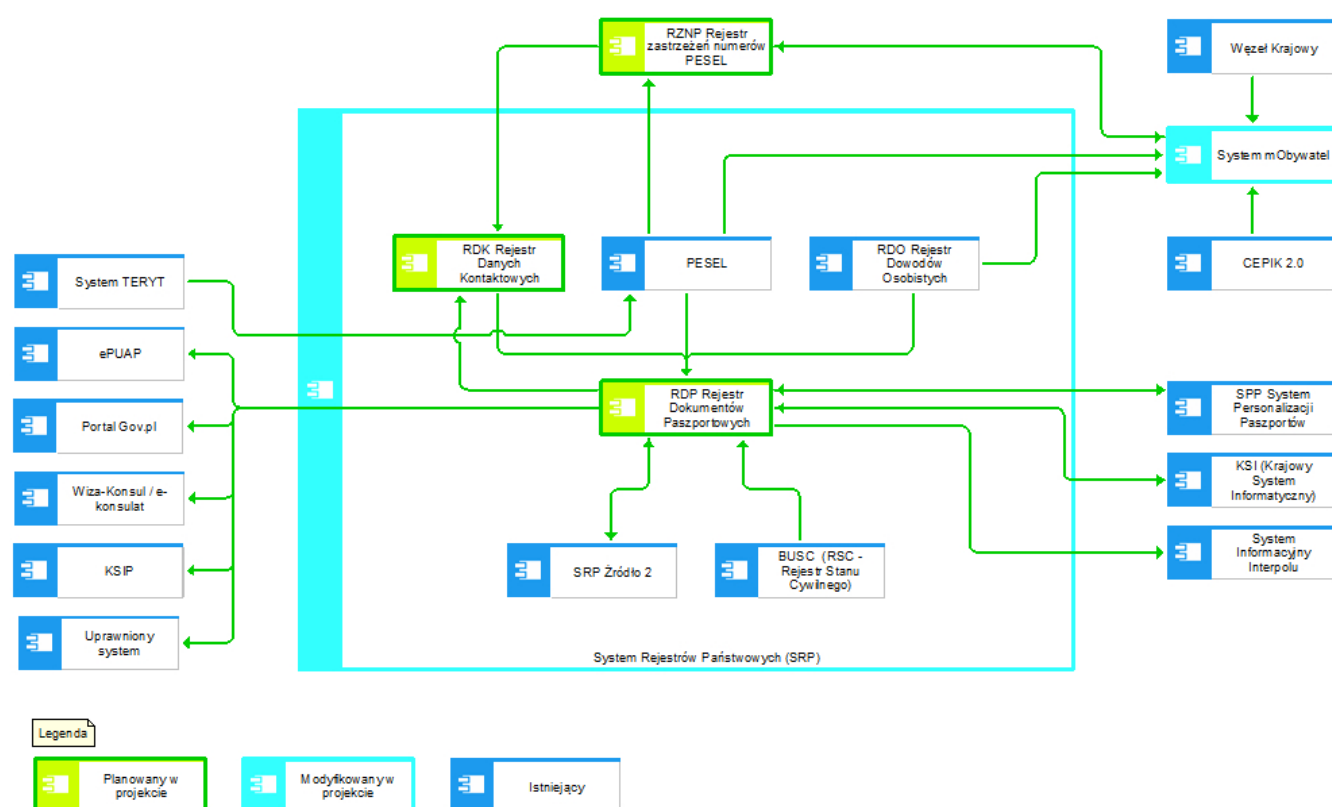 RZNP Rejestr
zastrzeżeń numerów
PESEL
Węzeł Krajowy
System mObywatel
RDK Rejestr
Danych
Kontaktowych
PESEL
RDO Rejestr
Dowodów
Osobistych
CEPIK 2.0
System TERYT
ePUAP
Portal Gov.pl
Wiza-Konsul / e-
konsulat
KSIP
Uprawniony
system
RDP Rejestr
Dokumentów
Paszportowych
SPP System
Personalizacji
Paszportów
KSI (Krajowy
System
Informatyczny)
System
Informacyjny
Interpolu
SRP Źródło 2
BUSC (RSC -
Rejestr Stanu
Cywilnego)
System Rejestrów Państwowych (SRP)
Legenda
Planowany w
projekcie
Modyfikowany w
projekcie
Istniejący